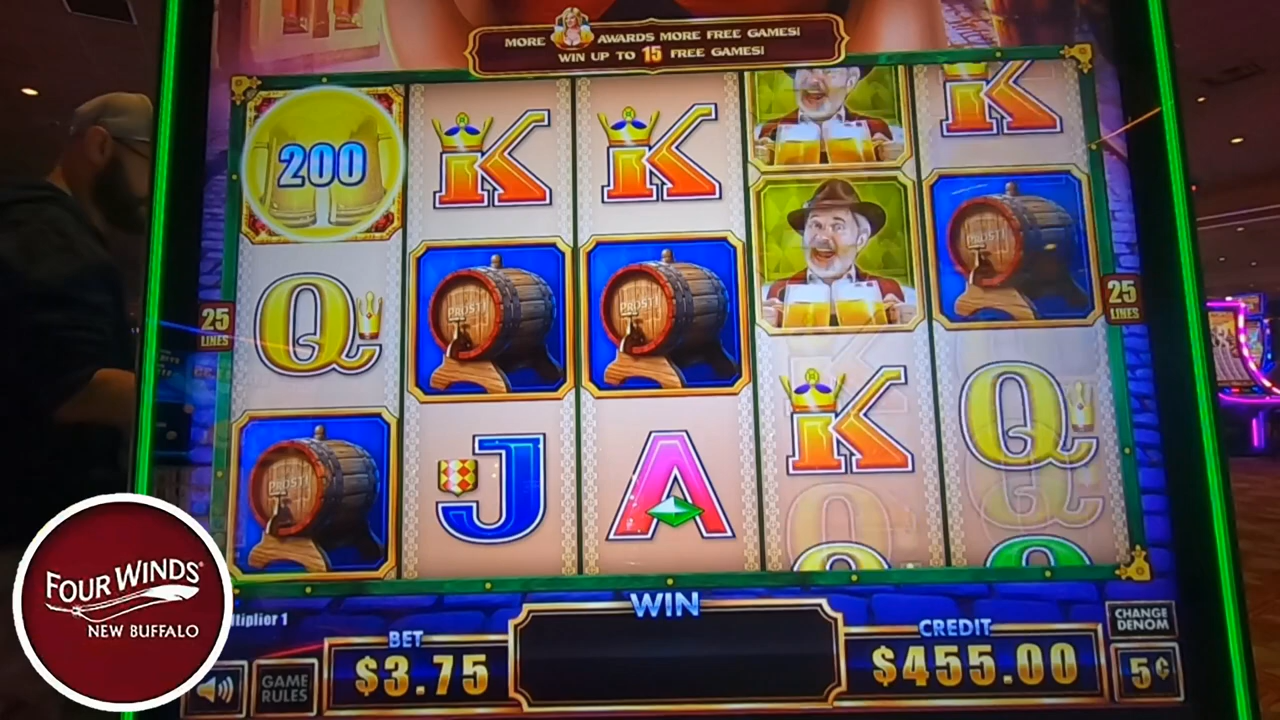 MORE AWARDS MORE FREE GAMES!
WIN UP TO 15 FREE GAMES!
200
K
K
K
Q
PROST!
PROST!
PROST!
PROST!
25
LINES
25
LINES
J
A
K
Q
FOUR WINDS®
NEW BUFFALO
ltiplier 1
WIN
BET
$3.75
CREDIT
$455.00
CHANGE
DENOM
5¢
GAME
RULES